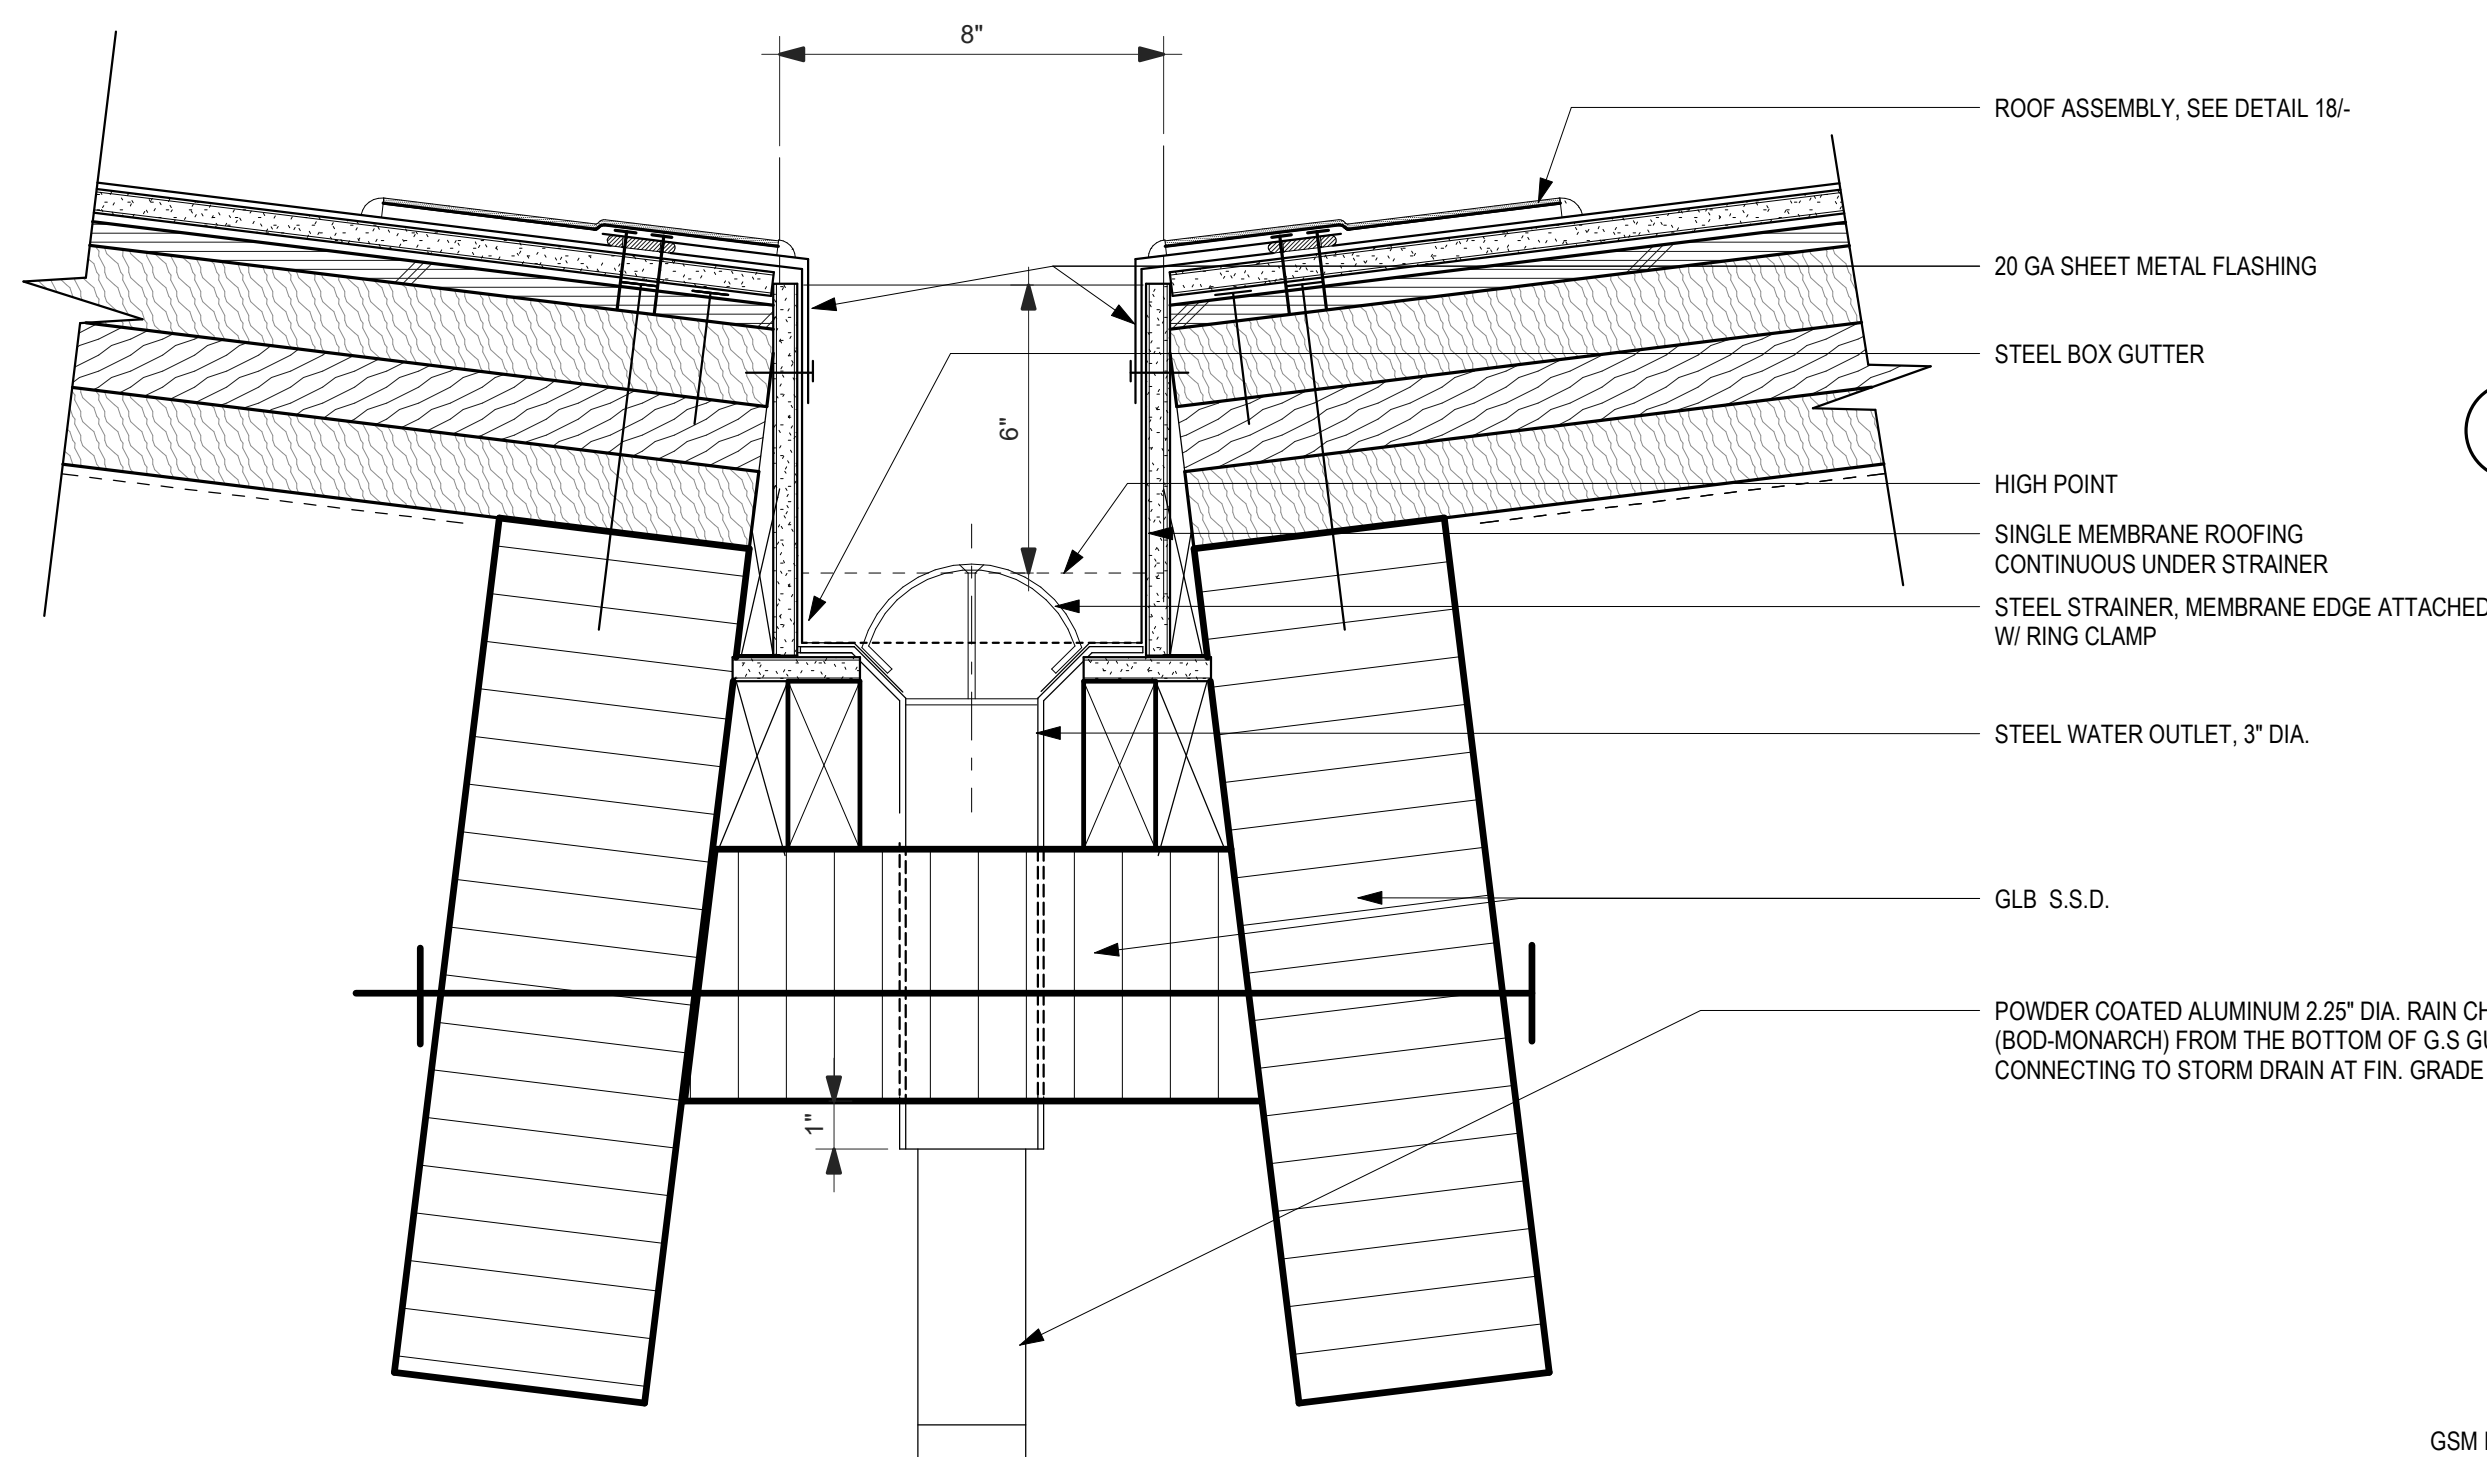 8"
ROOF ASSEMBLY, SEE DETAIL 18/-
20 GA SHEET METAL FLASHING
STEEL BOX GUTTER
6"
HIGH POINT
SINGLE MEMBRANE ROOFING
CONTINUOUS UNDER STRAINER
STEEL STRAINER, MEMBRANE EDGE ATTACHED
W/ RING CLAMP
STEEL WATER OUTLET, 3" DIA.
GLB S.S.D.
POWDER COATED ALUMINUM 2.25" DIA. RAIN
(BOD-MONARCH) FROM THE BOTTOM OF G.S
CONNECTING TO STORM DRAIN AT FIN. GRADE
1"
GSM